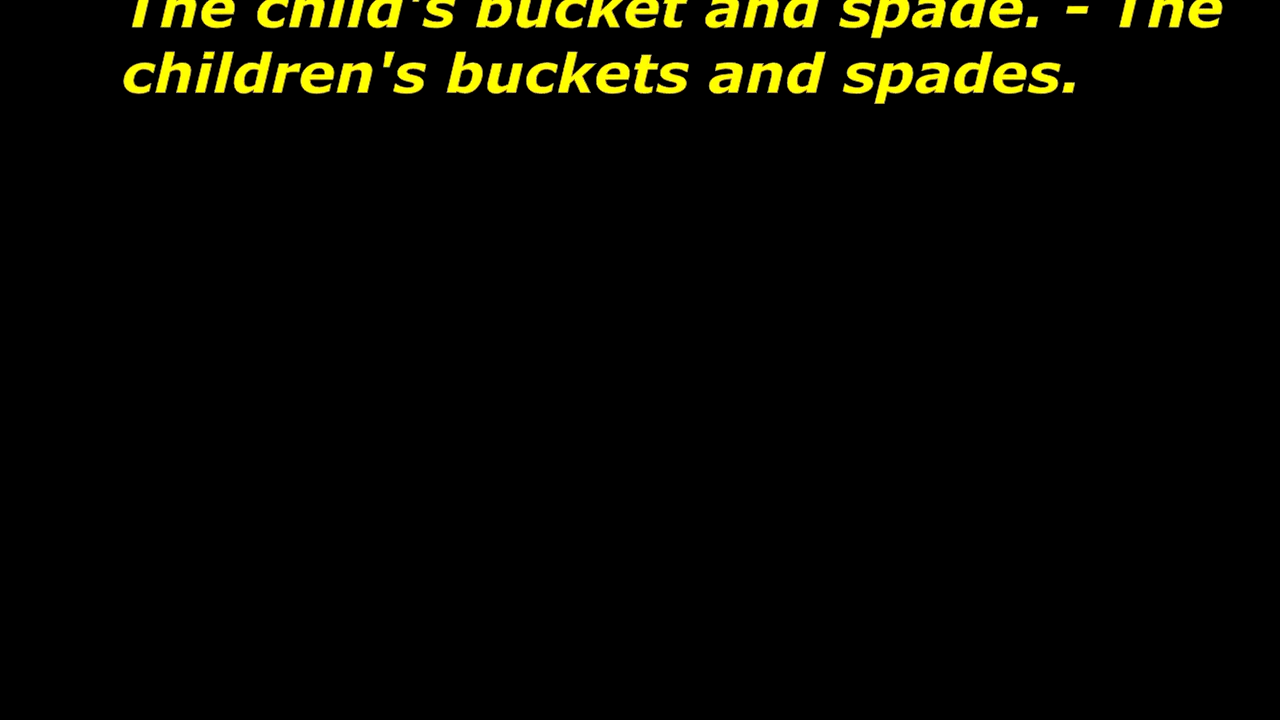 The child's bucket and spade. - The
children's buckets and spades.